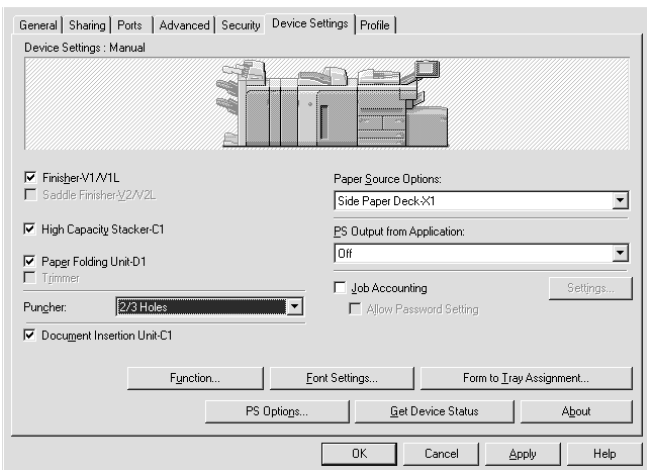 General Sharing Ports Advanced Security Device Settings Profile
Device Settings : Manual
Finisher-V1/V1L
Saddle Finisher-V2/V2L
High Capacity Stacker-C1
Paper Folding Unit-D1
Trimmer
Puncher: 2/3 Holes
Document Insertion Unit-C1
Paper Source Options:
Side Paper Deck-X1
PS Output from Application:
Off
Job Accounting Settings...
Allow Password Setting
Function... Font Settings... Form to Tray Assignment...
PS Options... Get Device Status About
OK Cancel Apply Help